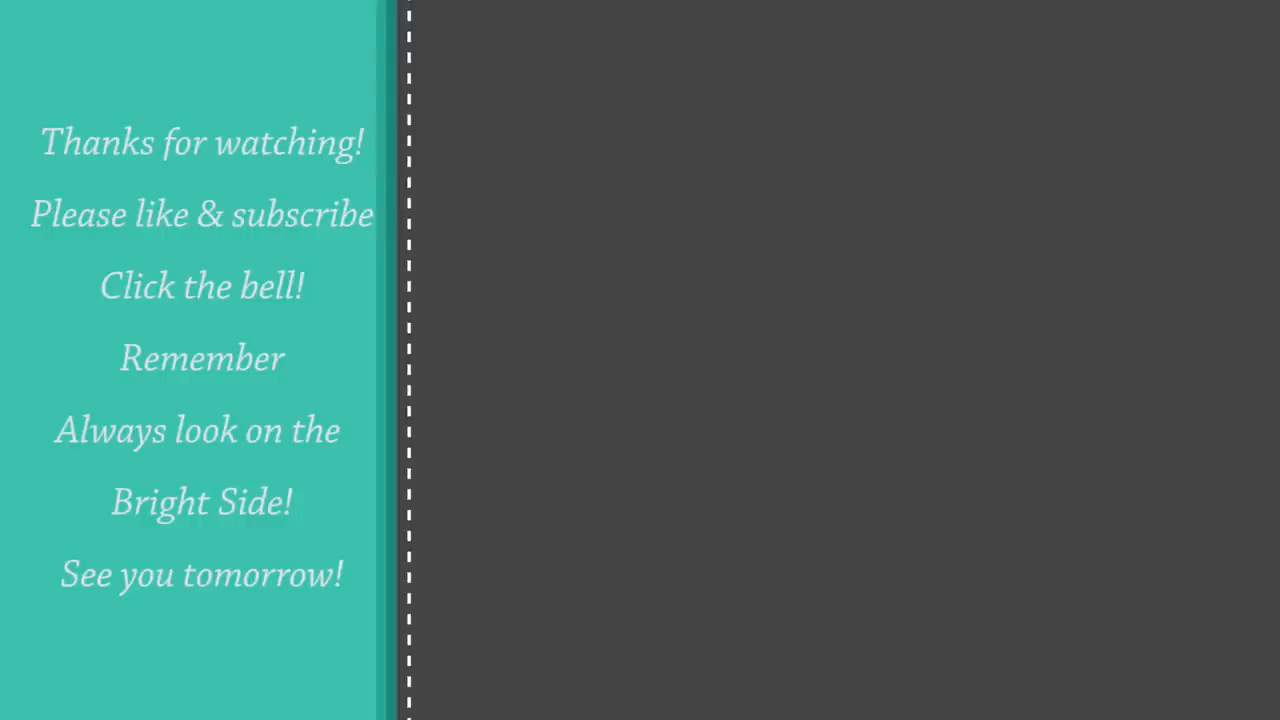 Thanks for watching!
Please like & subscribe
Click the bell!
Remember
Always look on the
Bright Side!
See you tomorrow!